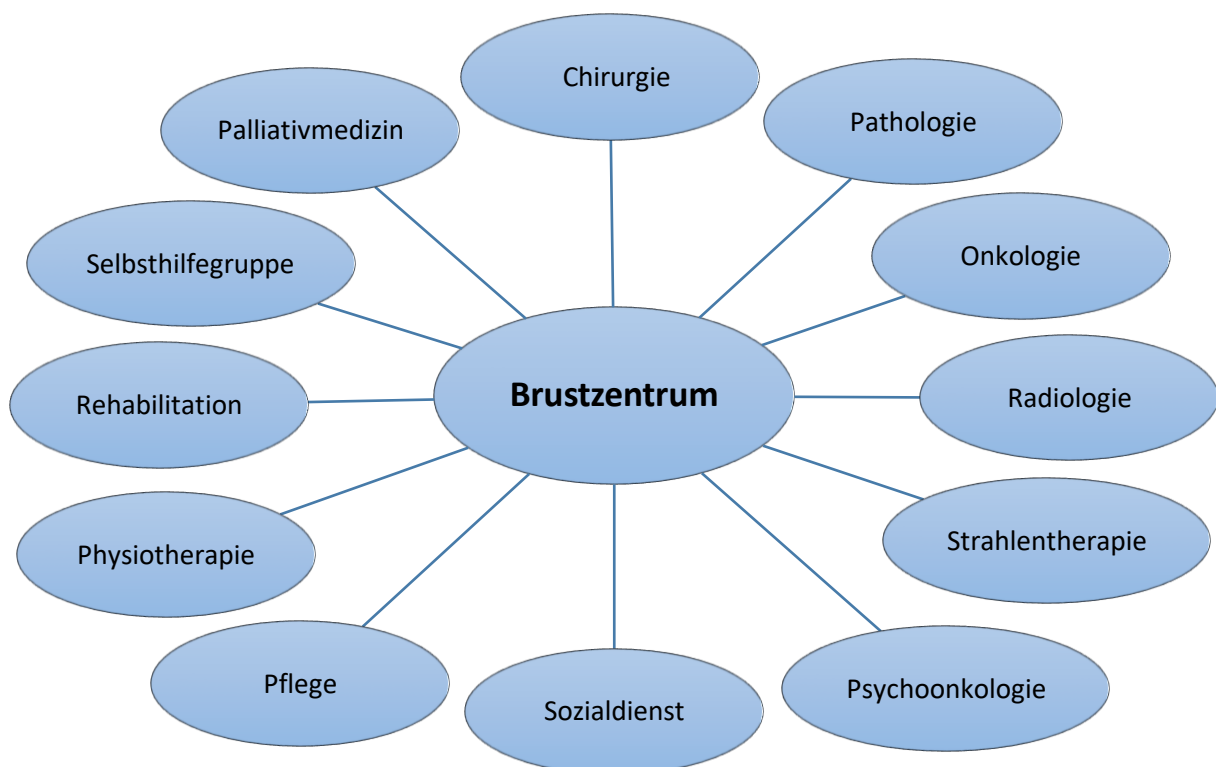 Chirurgie
Palliativmedizin
Pathologie
Selbsthilfegruppe
Onkologie
Brustzentrum
Rehabilitation
Radiologie
Physiotherapie
Strahlentherapie
Pflege
Sozialdienst
Psychoonkologie